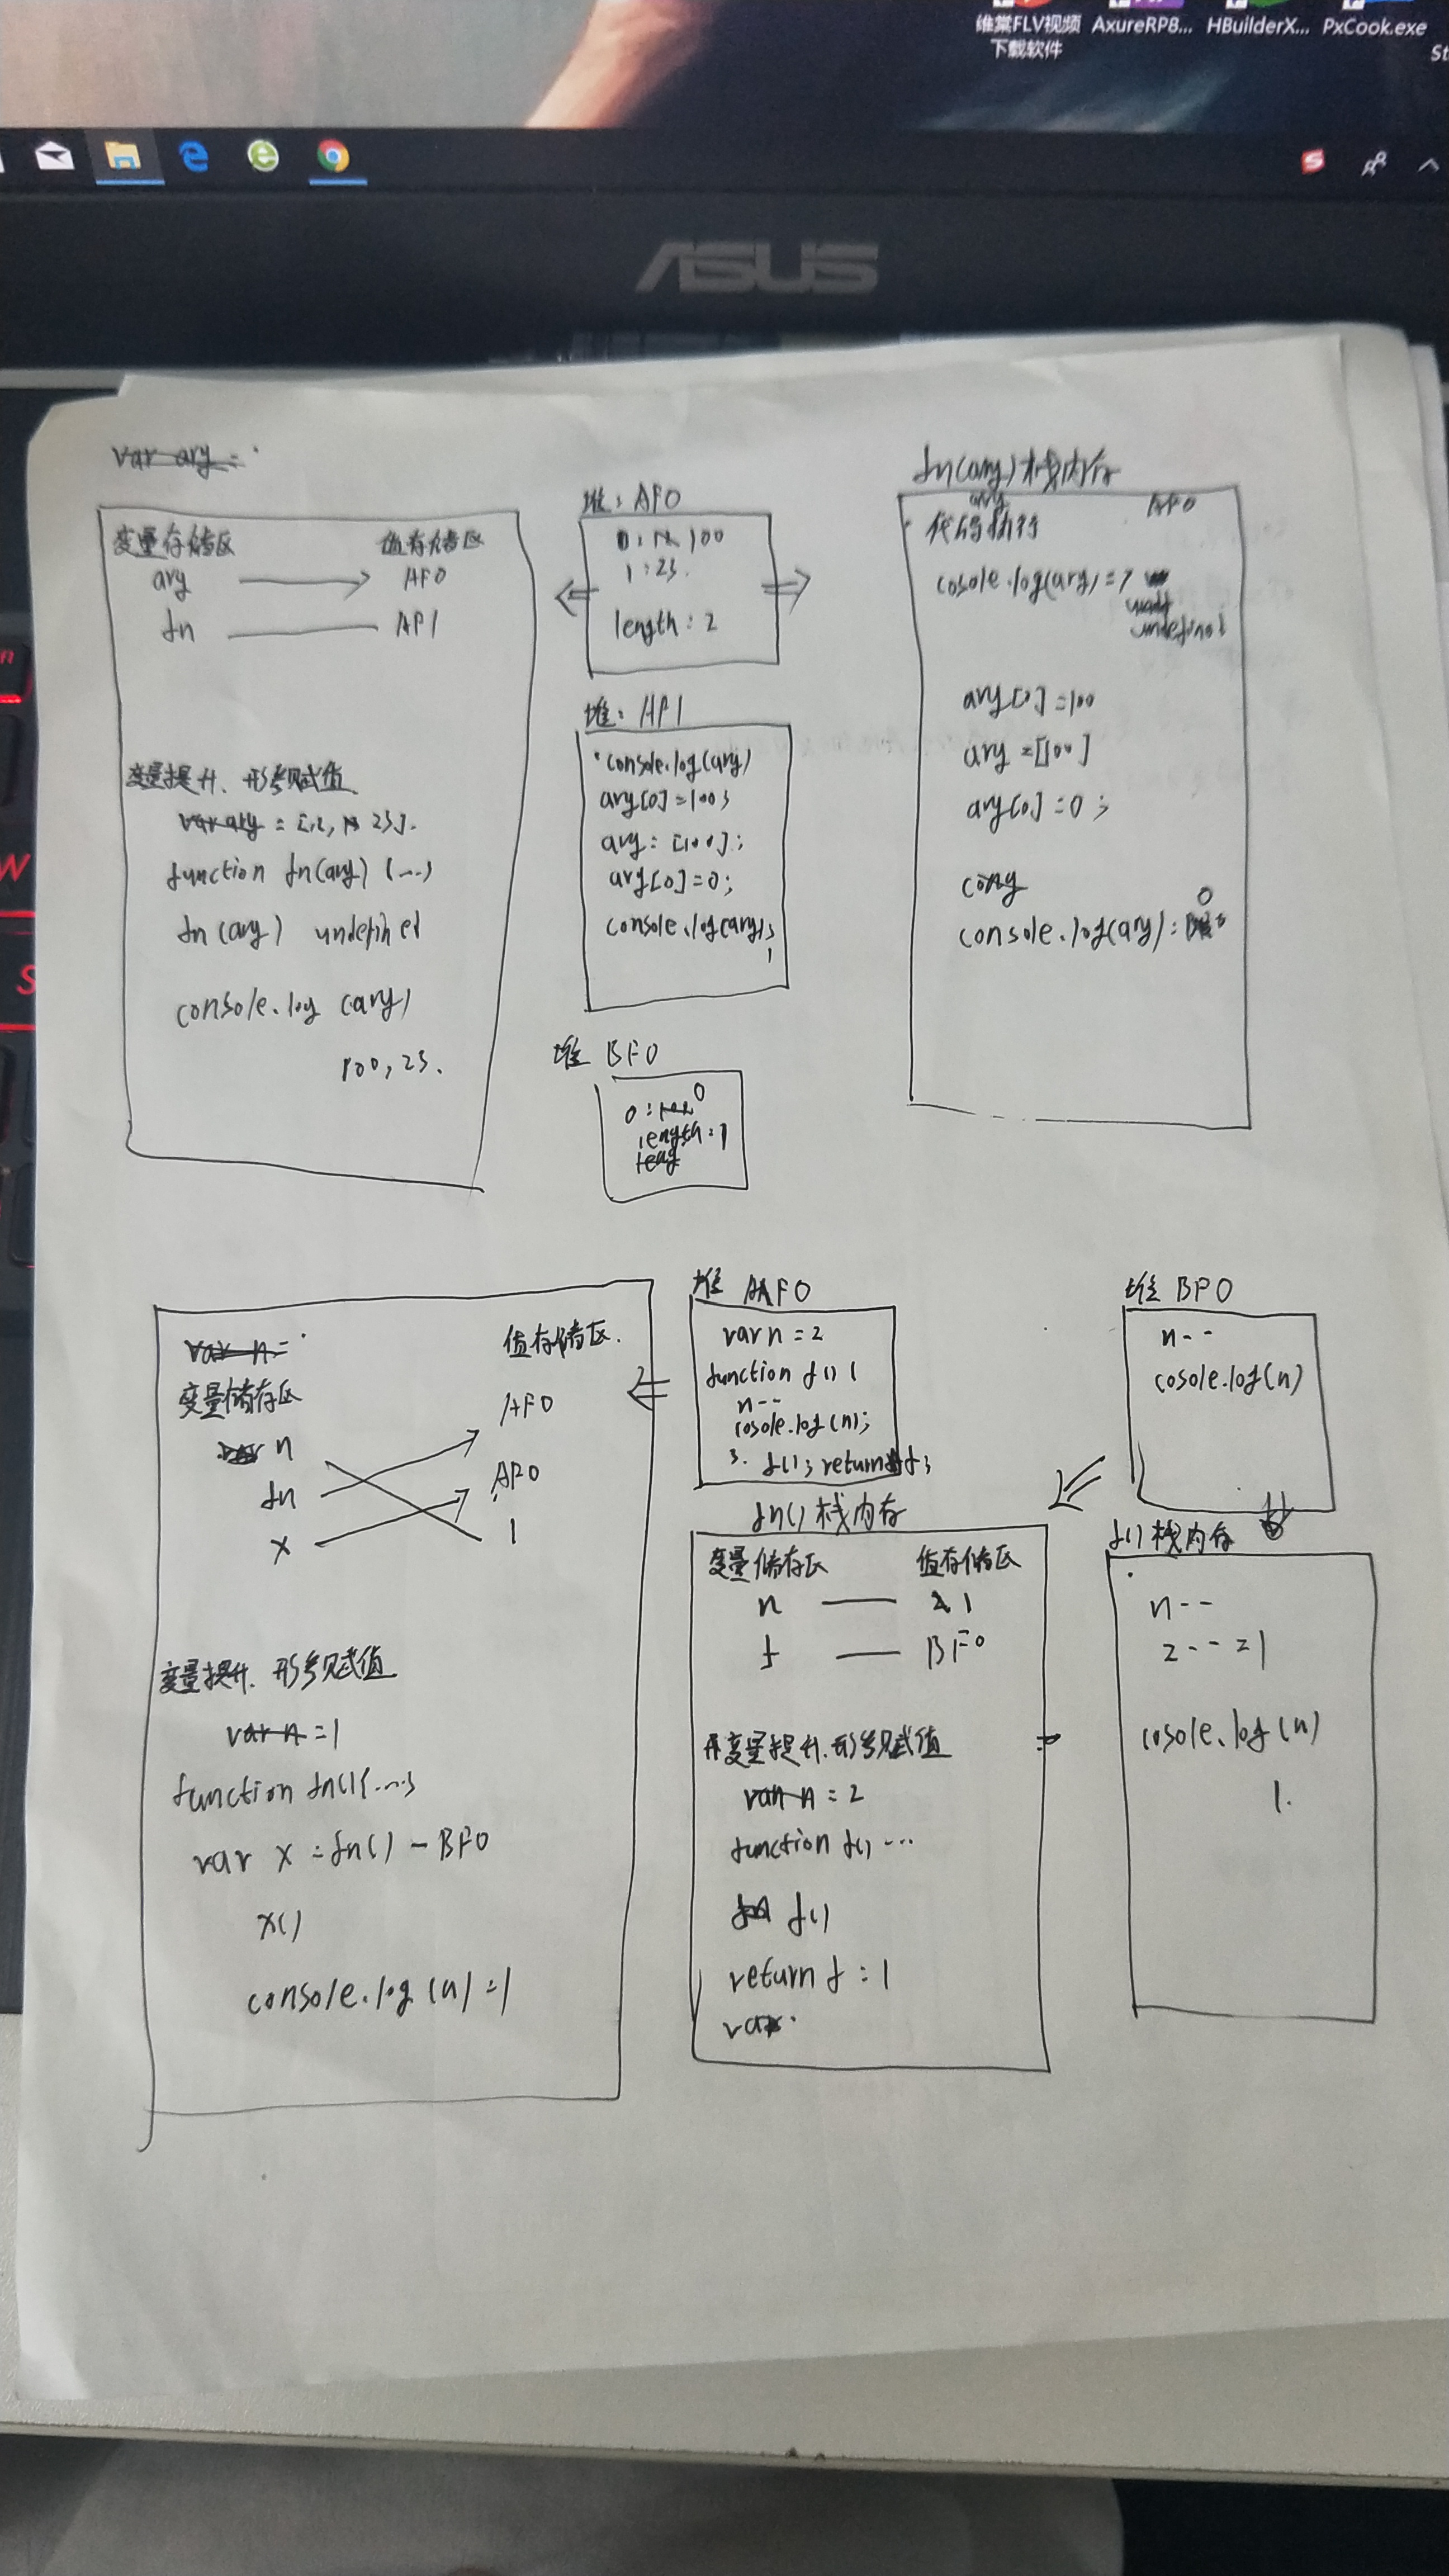 维棠FLV视频
下载软件
AxureRP8...
HBuilderX...
PxCook.exe
St
ASUS
var ary =
变量存储区 值存储区
ary AF0
fn AP1
变量提升、形参赋值
var ary = [12, 23].
function fn(ary) {...}
fn(ary) undefined
console.log (ary)
100, 23.
堆: AF0
0: 12 100
1: 23.
length: 2
堆: AP1
console.log(ary)
ary[0]=100;
ary=[100];
ary[0]=0;
console.log(ary);
堆 BF0
0: 0
length: 1
leng
fn(ary) 栈内存
ary AF0
代码执行
cosole.log(ary)=>
undefined
ary[0]=100
ary=[100]
ary[0]=0;
cony
0
console.log(ary):
var n=
值存储区.
变量储存区
n AF0
fn AF0
x 1
变量提升、形参赋值
var n=1
function fn(){...}
var x=fn() - BF0
x()
console.log(n)=1
堆 AAF0
var n=2
function f() {
n--
cosole.log(n);
}. f(); return f;
fn() 栈内存
变量储存区 值存储区
n 2 1
f BF0
变量提升、形参赋值
var n=2
function f() ...
fn f()
return f:1
var
堆 BF0
n--
cosole.log(n)
f() 栈内存
n--
2--=1
cosole.log(n)
1.